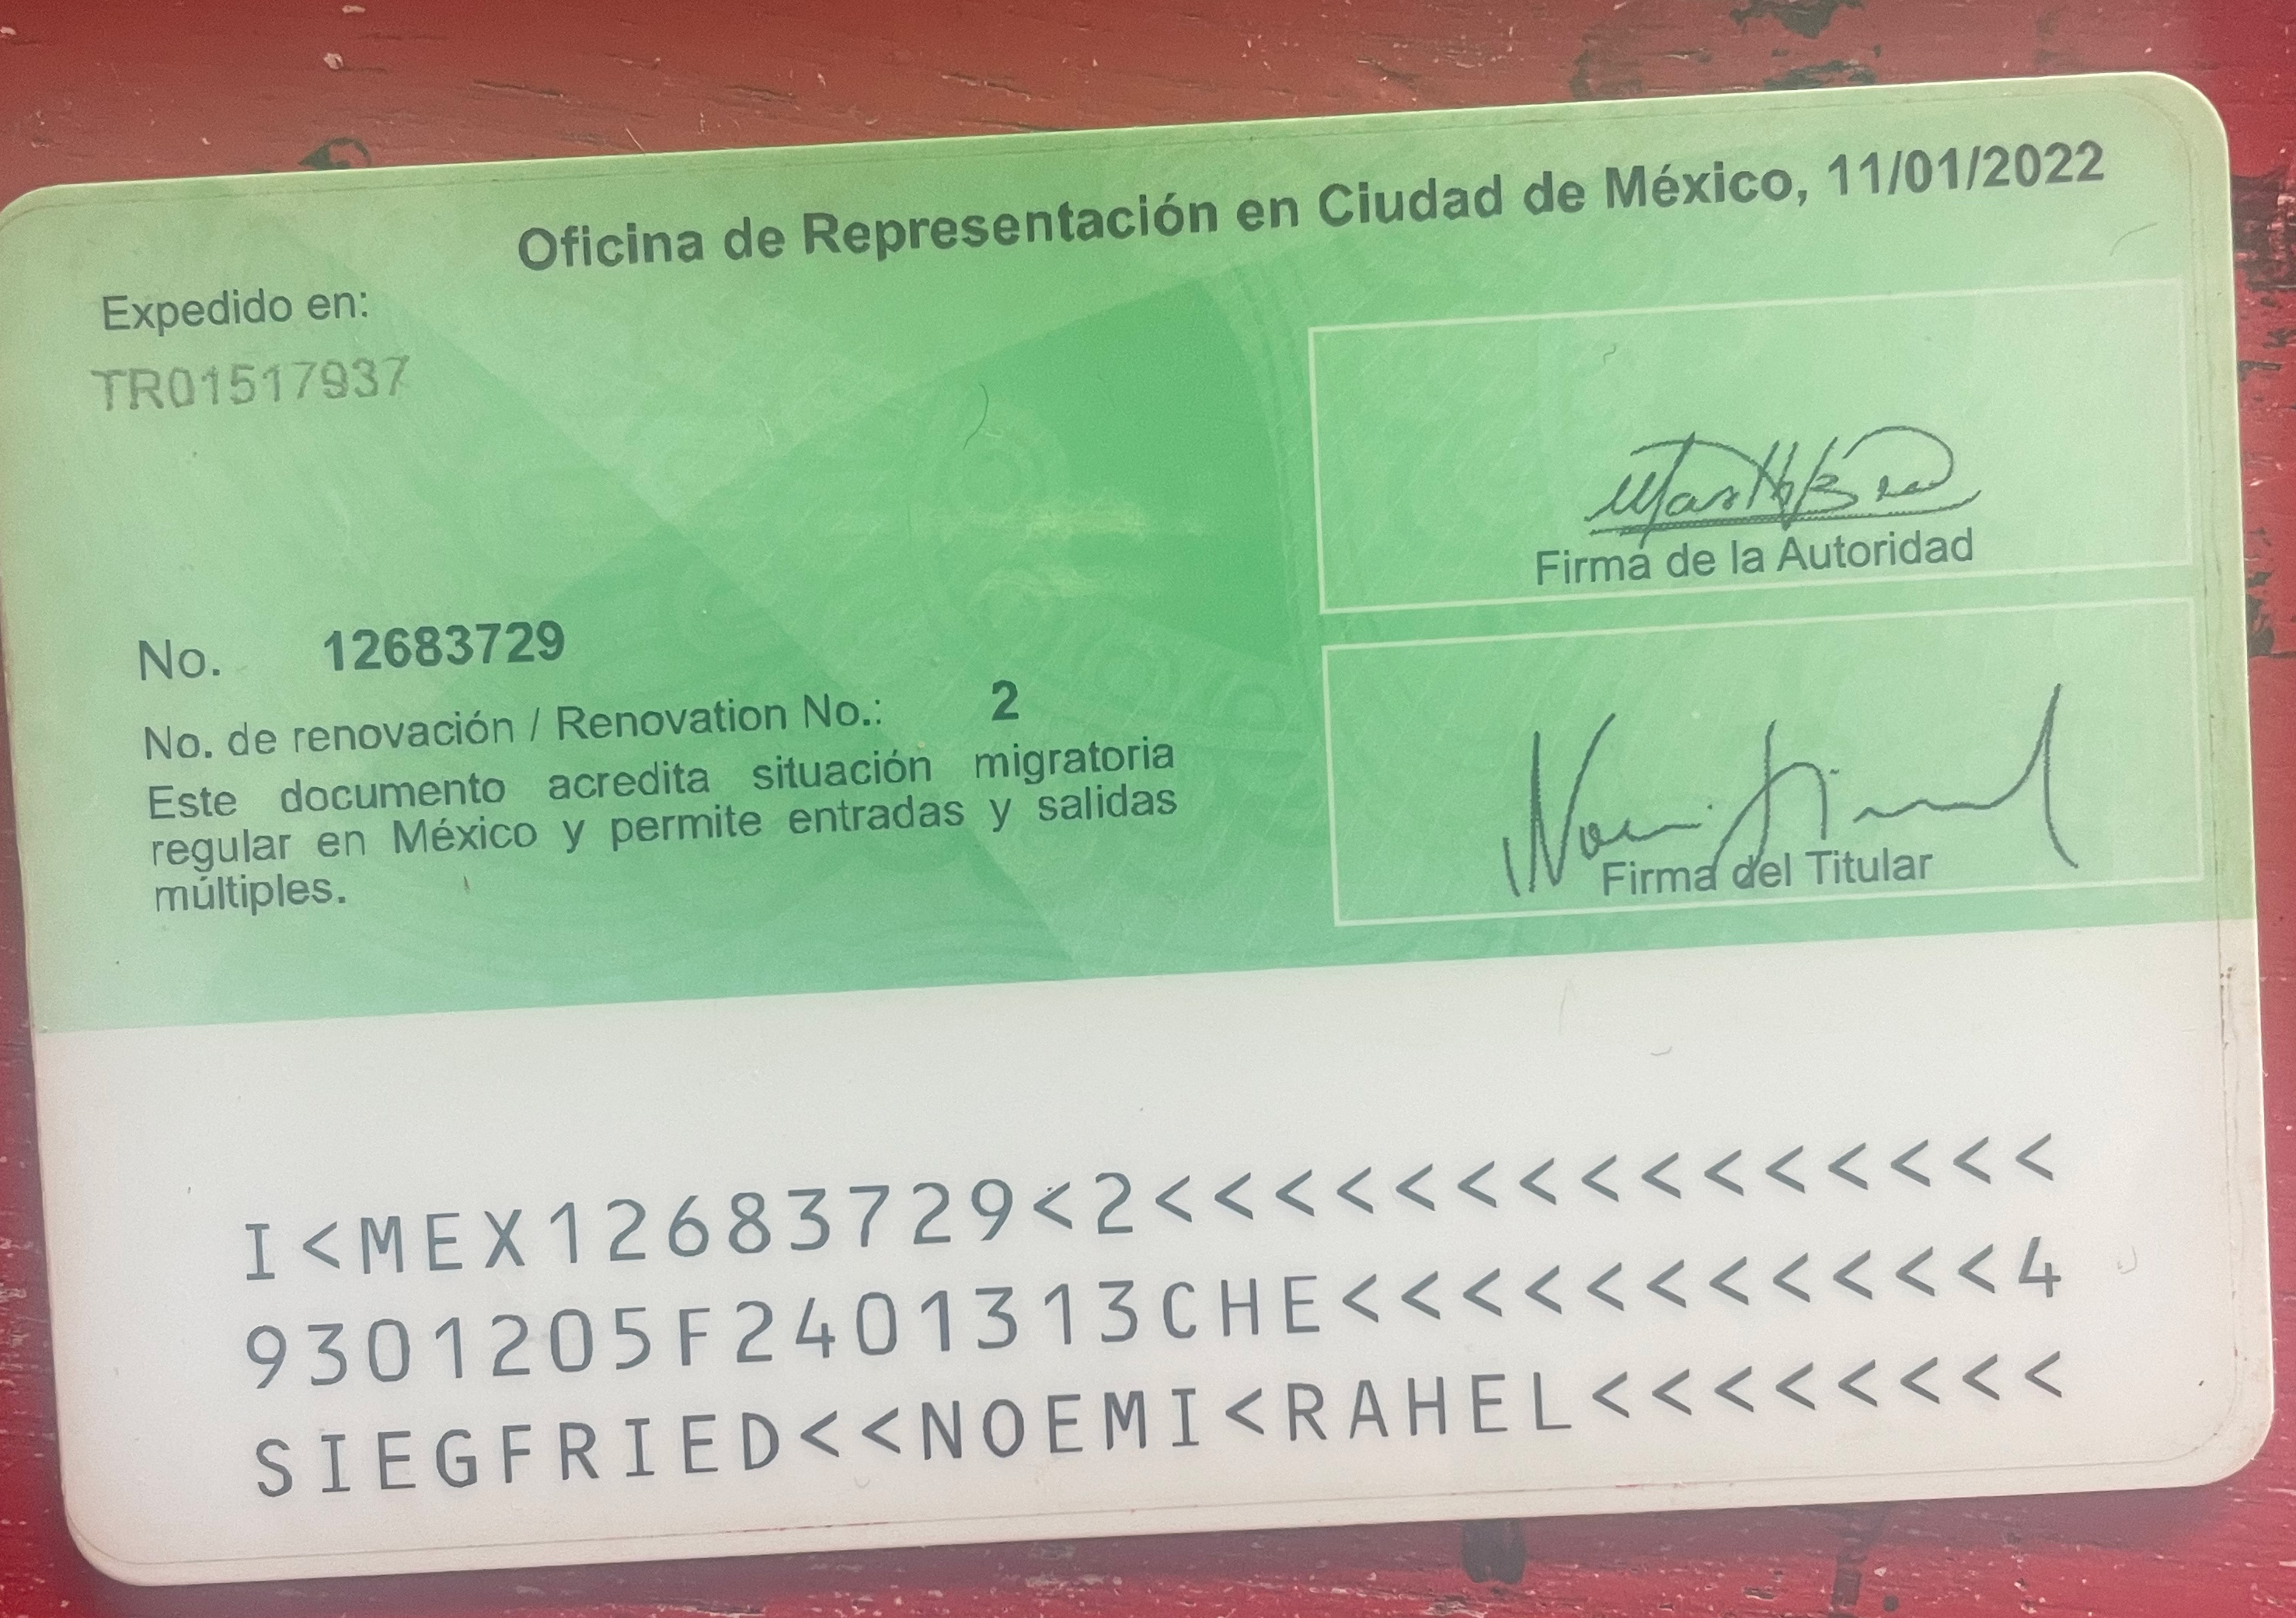 Oficina de Representación en Ciudad de México, 11/01/2022
Expedido en:
TR01517937
Firma de la Autoridad
No. 12683729
No. de renovación / Renovation No.: 2
Este documento acredita situación migratoria
regular en México y permite entradas y salidas
múltiples.
Firma del Titular
I<MEX12683729<2<<<<<<<<<<<<<<<
9301205F2401313CHE<<<<<<<<<<<4
SIEGFRIED<<NOEMI<RAHEL<<<<<<<<